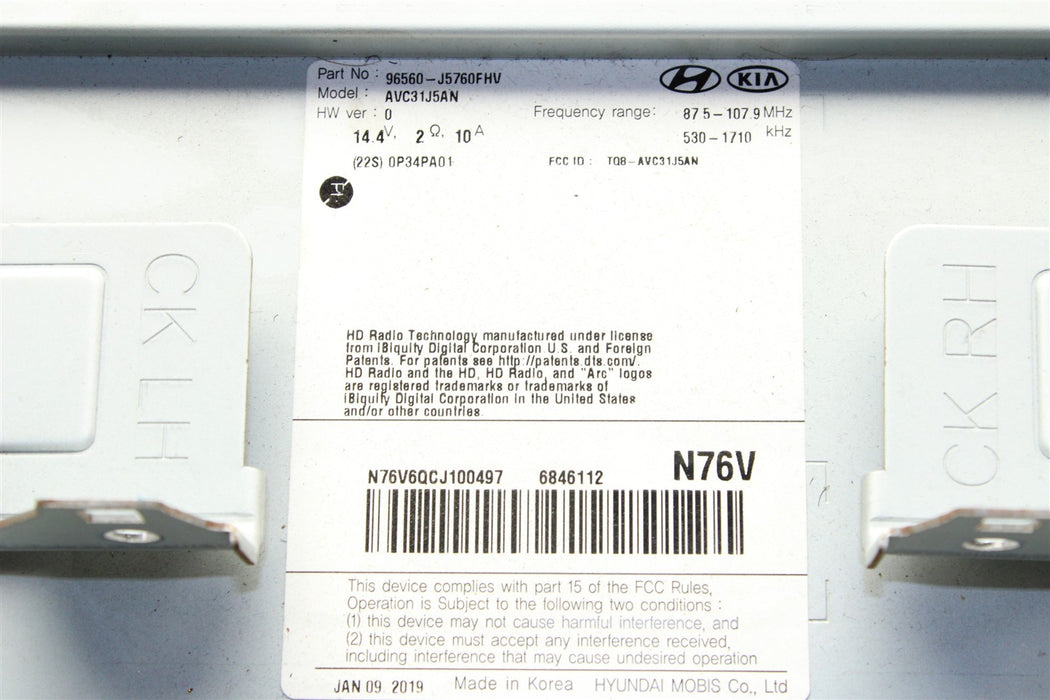 Part No : 96560-J5760FHV
Model : AVC31J5AN
HW ver : 0
14.4V, 2Ω, 10A
(22S) 0P34PA01
KIA
Frequency range: 87.5-107.9 MHz
530-1710 kHz
FCC ID : TQ8-AVC31J5AN
F1
CK LH
CK RH
HD Radio Technology manufactured under license
from iBiquity Digital Corporation U.S. and Foreign
Patents. For patents see http://patents.dts.com/.
HD Radio and the HD, HD Radio, and "Arc" logos
are registered trademarks or trademarks of
iBiquity Digital Corporation in the United States
and/or other countries.
N76V6QCJ100497 6846112 N76V
This device complies with part 15 of the FCC Rules,
Operation is Subject to the following two conditions :
(1) this device may not cause harmful interference, and
(2) this device must accept any interference received,
including interference that may cause undesired operation
JAN 09. 2019 Made in Korea HYUNDAI MOBIS Co., Ltd